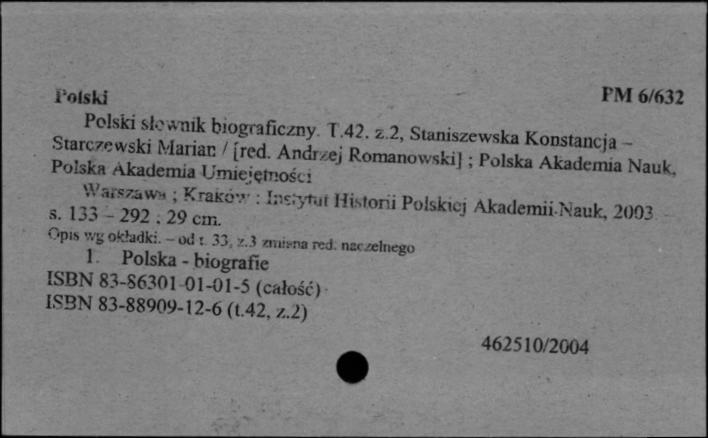 Polski PM 6/632
Polski słownik biograficzny. T.42. z.2, Staniszewska Konstancja –
Starczewski Marian / [red. Andrzej Romanowski] ; Polska Akademia Nauk,
Polska Akademia Umiejętności
Warszawa ; Kraków : Instytut Historii Polskiej Akademii Nauk, 2003. –
s. 133 – 292 ; 29 cm.
Opis wg okładki. – od t. 33, z.3 zmiana red. naczelnego
1. Polska - biografie
ISBN 83-86301-01-01-5 (całość)
ISBN 83-88909-12-6 (t.42, z.2)
462510/2004